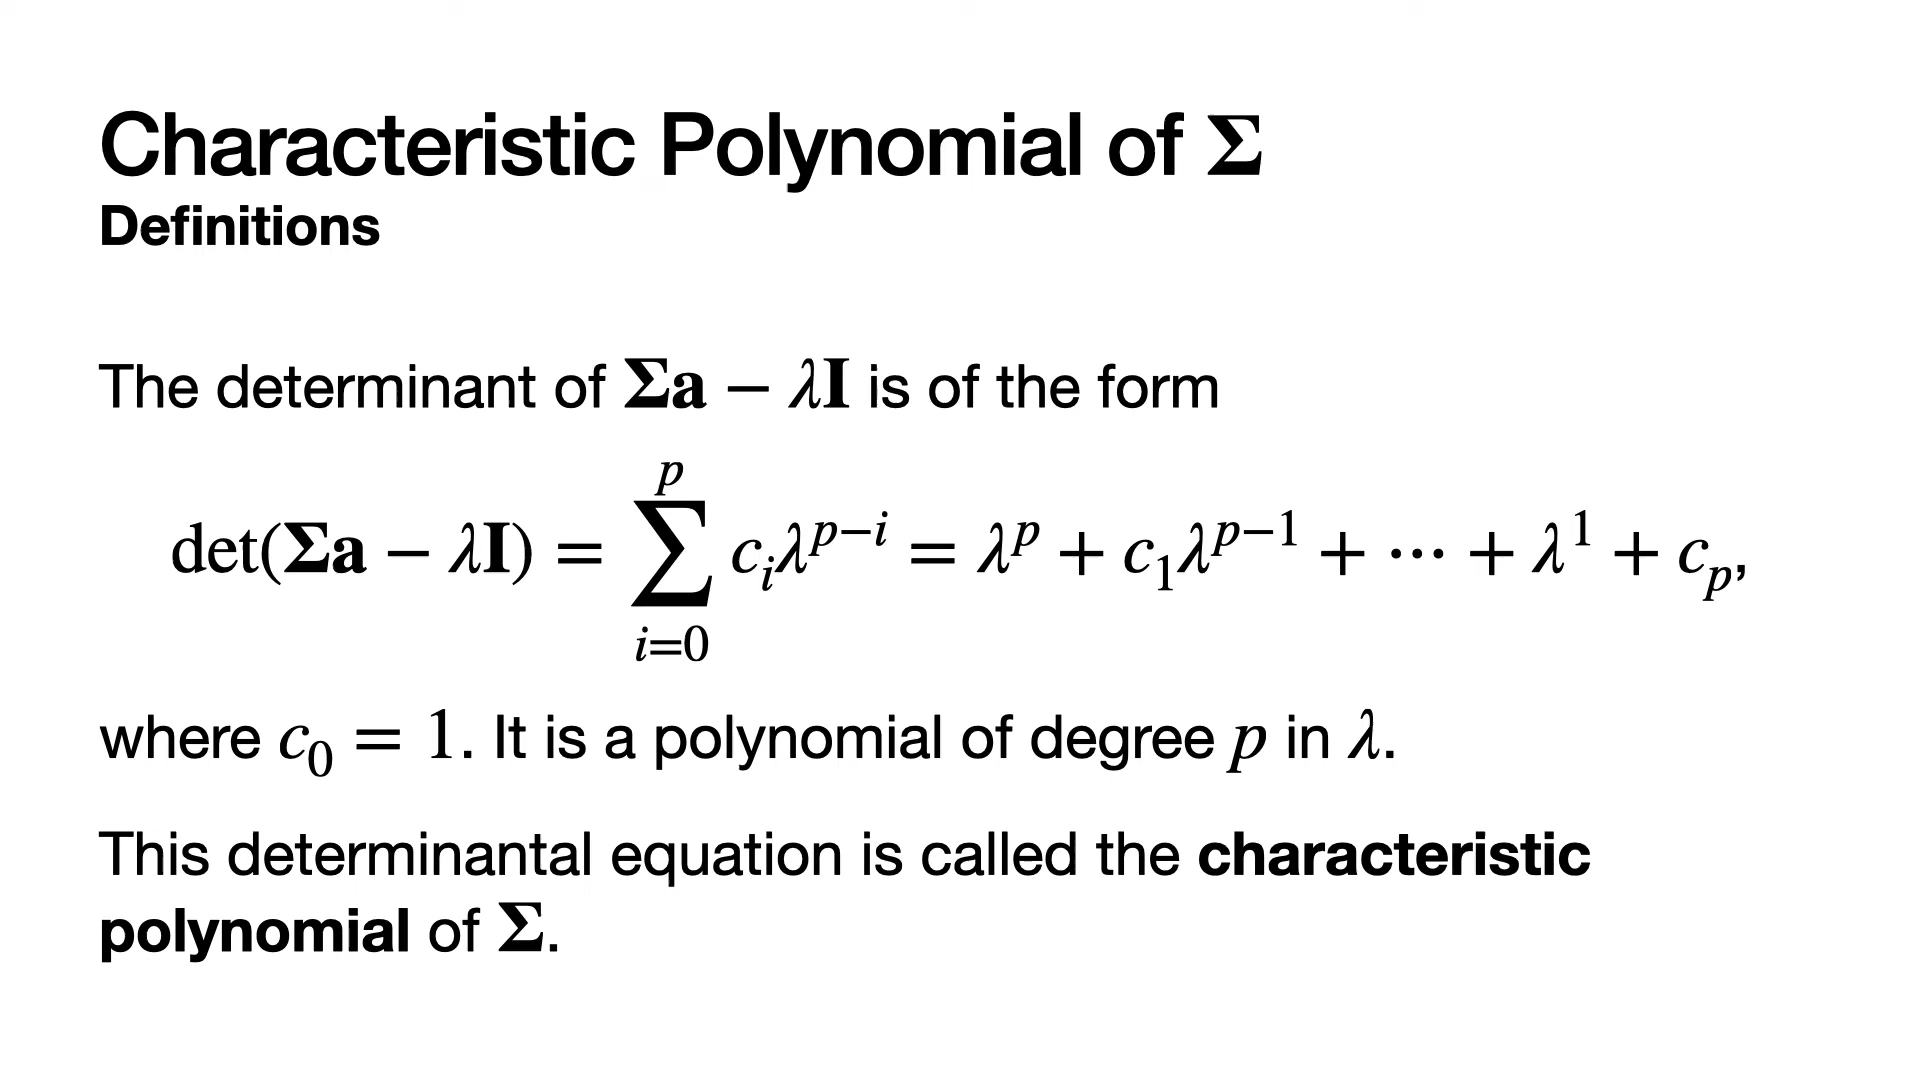 Characteristic Polynomial of Σ
Definitions
The determinant of Σa − λI is of the form
det(Σa − λI) = ∑_{i=0}^{p} c_i λ^{p−i} = λ^p + c_1 λ^{p−1} + ⋯ + λ^1 + c_p,
where c_0 = 1. It is a polynomial of degree p in λ.
This determinantal equation is called the characteristic
polynomial of Σ.